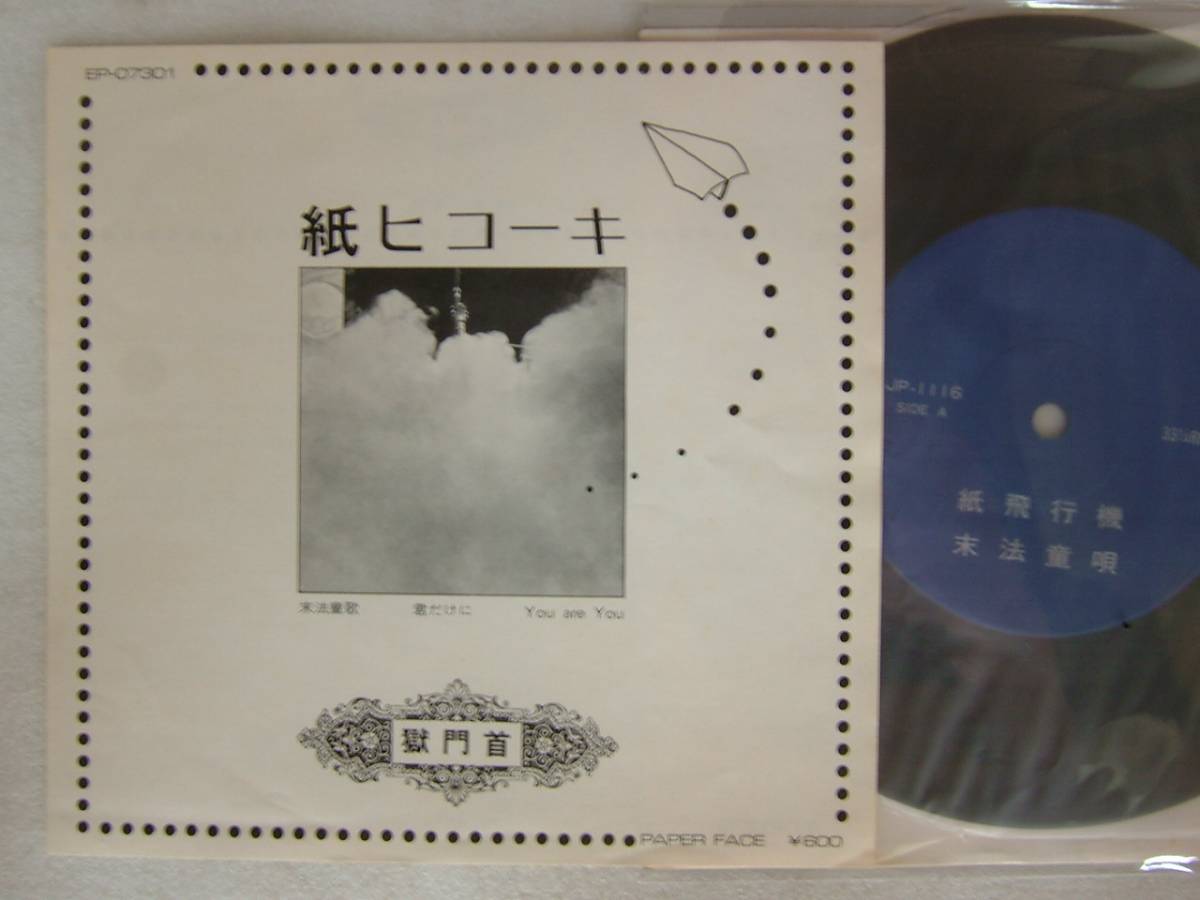 EP-07301
紙ヒコーキ
末法童歌 君だけに You are You
獄門首
PAPER FACE ¥600
JP-1116
SIDE A
紙飛行機
末法童唄